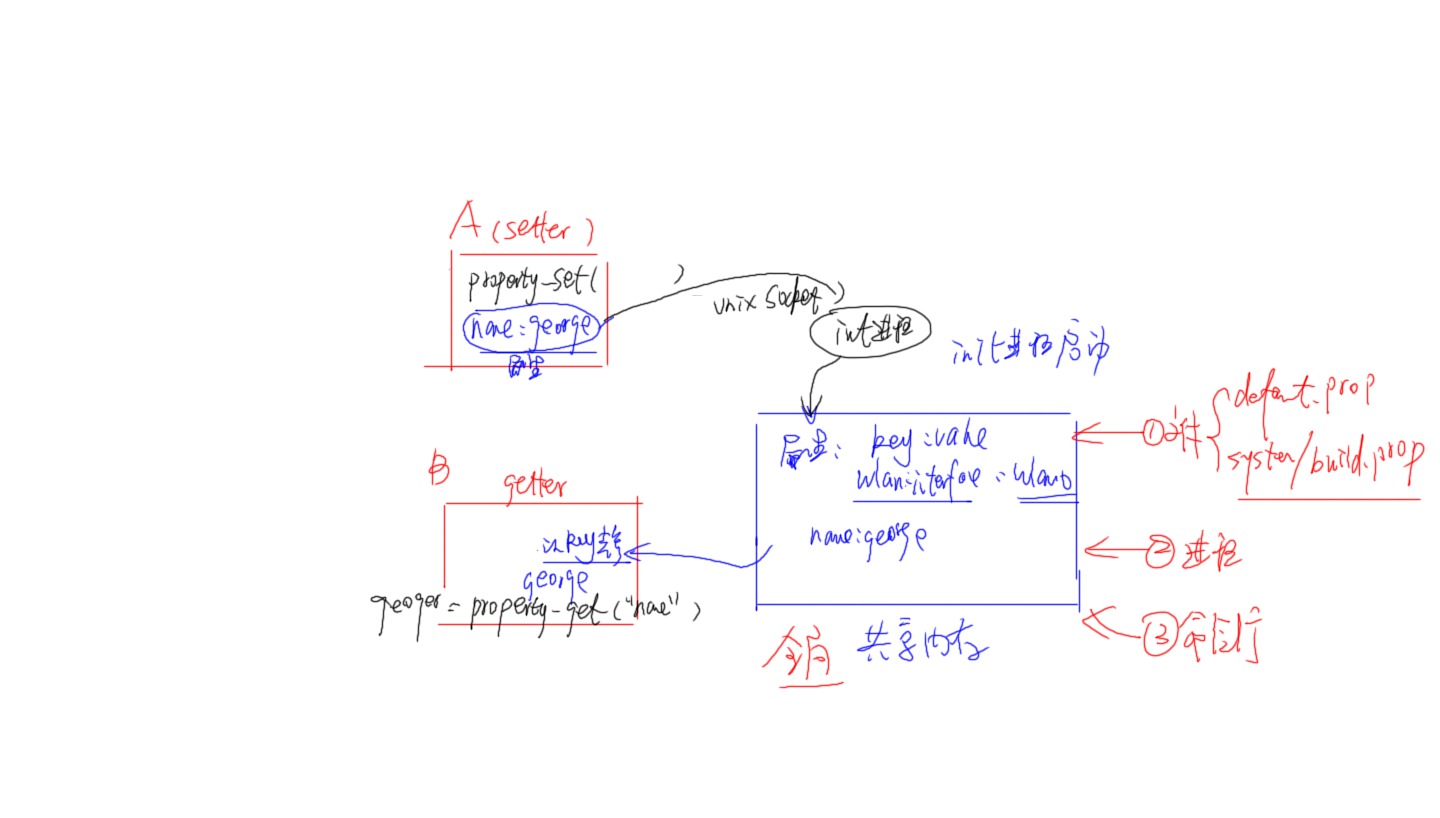 A (setter)
property_set(
)
name:george
属性
unix socket
)
init进程
init进程启动
属性: key:value
wlan.interface : wlan0
name:george
全局
共享内存
B
getter
以key去拿
george
geoger = property_get("name")
①文件
default.prop
system/build.prop
②进程
③命令行